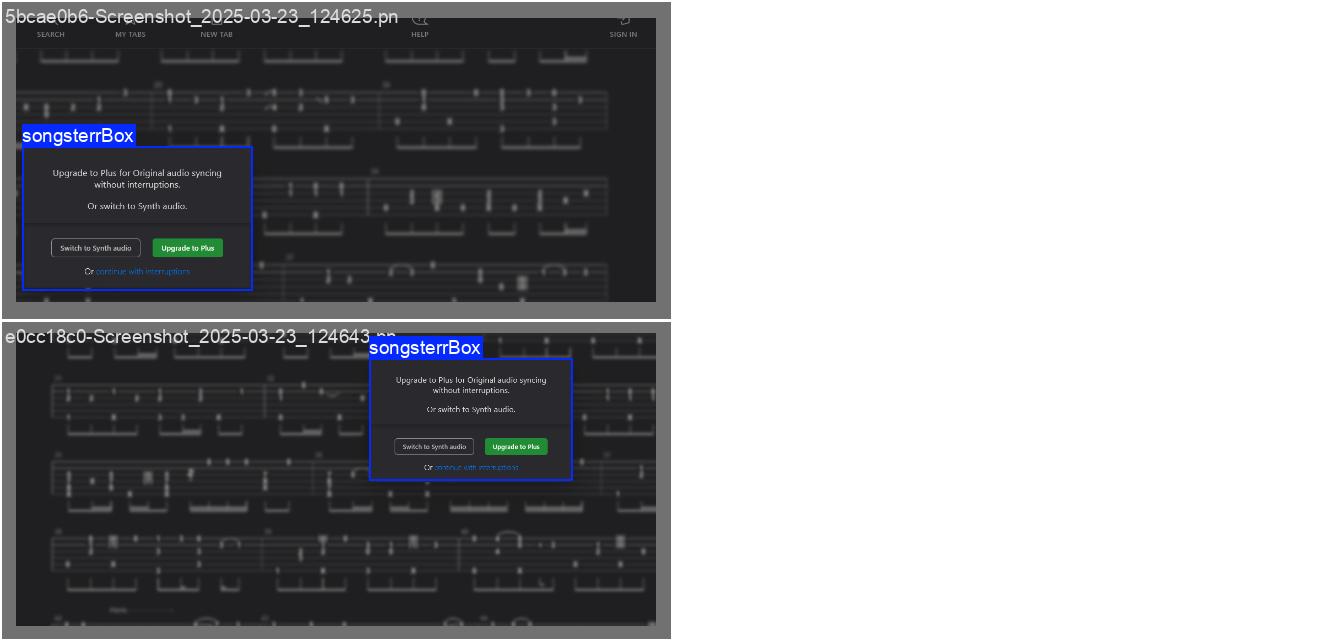 5bcae0b6-Screenshot_2025-03-23_124625.pn
SEARCH MY TABS NEW TAB HELP SIGN IN
songsterrBox
Upgrade to Plus for Original audio syncing
without interruptions.
Or switch to Synth audio.
Switch to Synth audio Upgrade to Plus
Or continue with interruptions
e0cc18c0-Screenshot_2025-03-23_124643.pn
songsterrBox
Upgrade to Plus for Original audio syncing
without interruptions.
Or switch to Synth audio.
Switch to Synth audio Upgrade to Plus
Or continue with interruptions